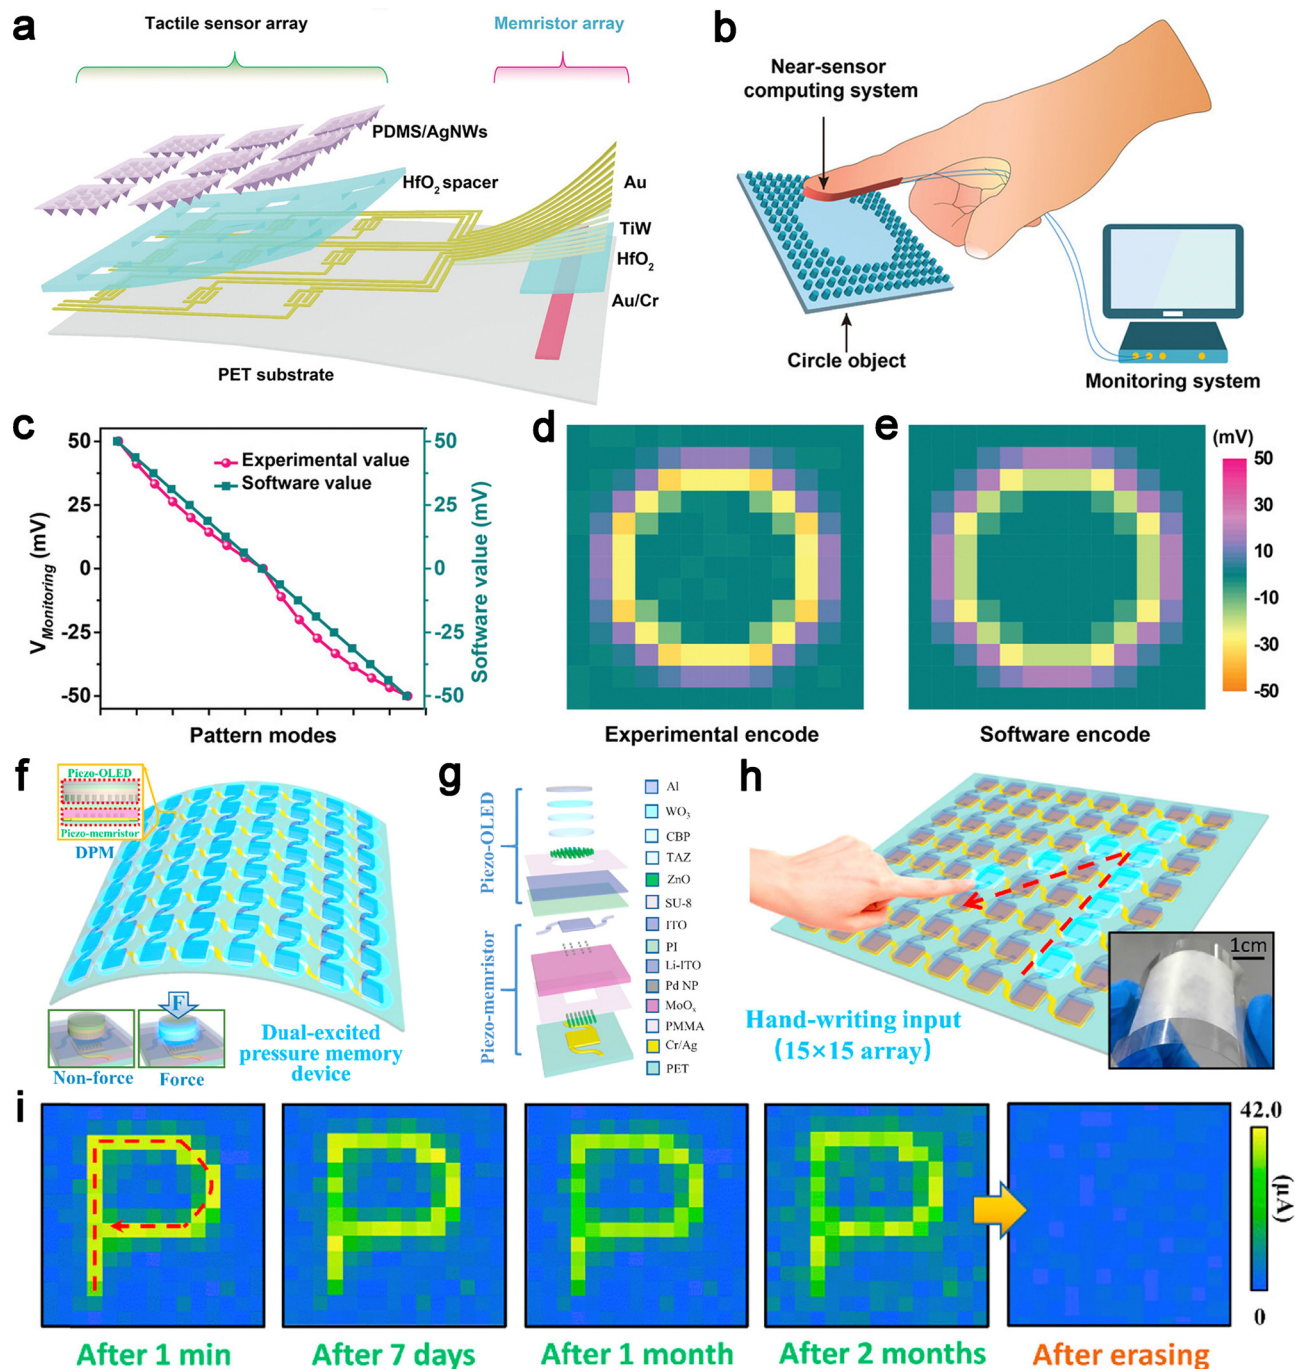 a
Tactile sensor array
Memristor array
PDMS/AgNWs
HfO₂ spacer
Au
TiW
HfO₂
Au/Cr
PET substrate
b
Near-sensor
computing system
Circle object
Monitoring system
c
50
25
0
-25
-50
V_Monitoring (mV)
Experimental value
Software value
50
25
0
-25
-50
Software value (mV)
Pattern modes
d
Experimental encode
e
Software encode
(mV)
50
30
10
-10
-30
-50
f
Piezo-OLED
Piezo-memristor
DPM
F
Non-force
Force
Dual-excited
pressure memory
device
g
Piezo-OLED
Piezo-memristor
Al
WO₃
CBP
TAZ
ZnO
SU-8
ITO
PI
Li-ITO
Pd NP
MoOₓ
PMMA
Cr/Ag
PET
h
Hand-writing input
(15×15 array)
1cm
i
After 1 min
After 7 days
After 1 month
After 2 months
After erasing
42.0
(μA)
0